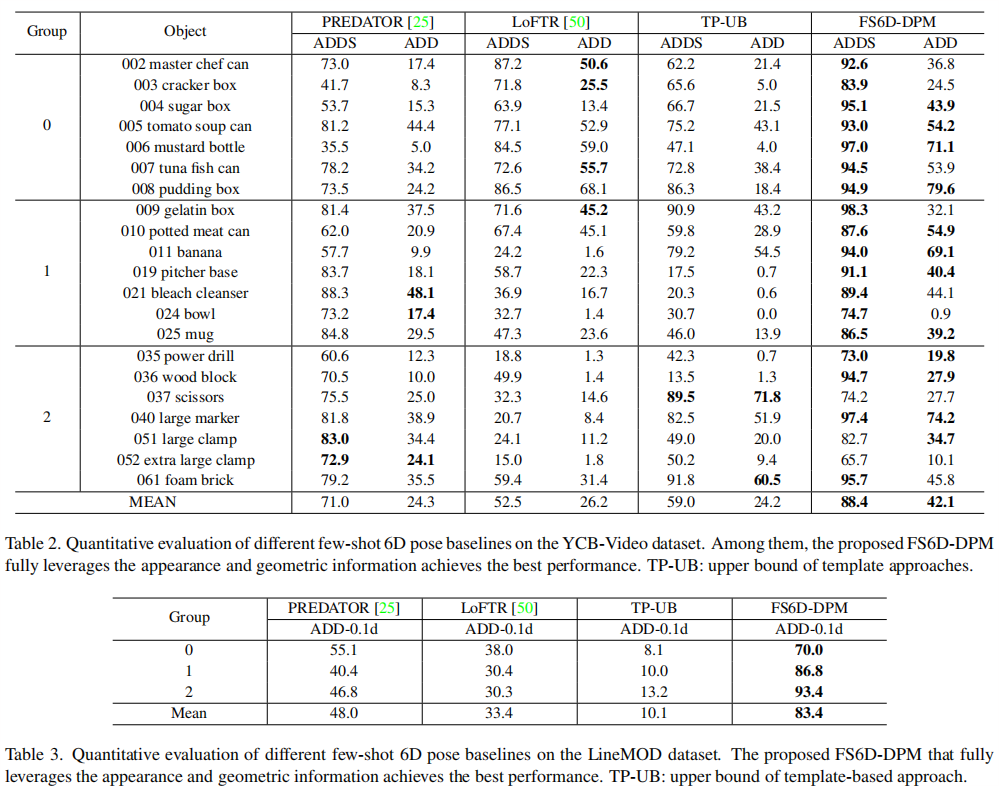 Group Object PREDATOR [25] LoFTR [50] TP-UB FS6D-DPM
ADDS ADD ADDS ADD ADDS ADD ADDS ADD
002 master chef can 73.0 17.4 87.2 50.6 62.2 21.4 92.6 36.8
003 cracker box 41.7 8.3 71.8 25.5 65.6 5.0 83.9 24.5
004 sugar box 53.7 15.3 63.9 13.4 66.7 21.5 95.1 43.9
0 005 tomato soup can 81.2 44.4 77.1 52.9 75.2 43.1 93.0 54.2
006 mustard bottle 35.5 5.0 84.5 59.0 47.1 4.0 97.0 71.1
007 tuna fish can 78.2 34.2 72.6 55.7 72.8 38.4 94.5 53.9
008 pudding box 73.5 24.2 86.5 68.1 86.3 18.4 94.9 79.6
009 gelatin box 81.4 37.5 71.6 45.2 90.9 43.2 98.3 32.1
010 potted meat can 62.0 20.9 67.4 45.1 59.8 28.9 87.6 54.9
011 banana 57.7 9.9 24.2 1.6 79.2 54.5 94.0 69.1
1 019 pitcher base 83.7 18.1 58.7 22.3 17.5 0.7 91.1 40.4
021 bleach cleanser 88.3 48.1 36.9 16.7 20.3 0.6 89.4 44.1
024 bowl 73.2 17.4 32.7 1.4 30.7 0.0 74.7 0.9
025 mug 84.8 29.5 47.3 23.6 46.0 13.9 86.5 39.2
035 power drill 60.6 12.3 18.8 1.3 42.3 0.7 73.0 19.8
036 wood block 70.5 10.0 49.9 1.4 13.5 1.3 94.7 27.9
037 scissors 75.5 25.0 32.3 14.6 89.5 71.8 74.2 27.7
2 040 large marker 81.8 38.9 20.7 8.4 82.5 51.9 97.4 74.2
051 large clamp 83.0 34.4 24.1 11.2 49.0 20.0 82.7 34.7
052 extra large clamp 72.9 24.1 15.0 1.8 50.2 9.4 65.7 10.1
061 foam brick 79.2 35.5 59.4 31.4 91.8 60.5 95.7 45.8
MEAN 71.0 24.3 52.5 26.2 59.0 24.2 88.4 42.1
Table 2. Quantitative evaluation of different few-shot 6D pose baselines on the YCB-Video dataset. Among them, the proposed FS6D-DPM
fully leverages the appearance and geometric information achieves the best performance. TP-UB: upper bound of template approaches.
Group PREDATOR [25] LoFTR [50] TP-UB FS6D-DPM
ADD-0.1d ADD-0.1d ADD-0.1d ADD-0.1d
0 55.1 38.0 8.1 70.0
1 40.4 30.4 10.0 86.8
2 46.8 30.3 13.2 93.4
Mean 48.0 33.4 10.1 83.4
Table 3. Quantitative evaluation of different few-shot 6D pose baselines on the LineMOD dataset. The proposed FS6D-DPM that fully
leverages the appearance and geometric information achieves the best performance. TP-UB: upper bound of template-based approach.